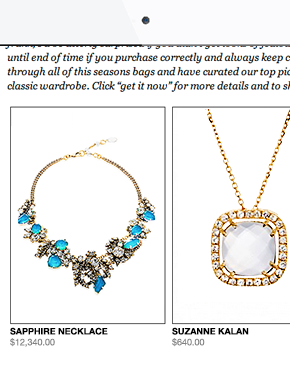 until end of time if you purchase correctly and always keep c
through all of this seasons bags and have curated our top pic
classic wardrobe. Click “get it now” for more details and to sh
SAPPHIRE NECKLACE
$12,340.00
SUZANNE KALAN
$640.00